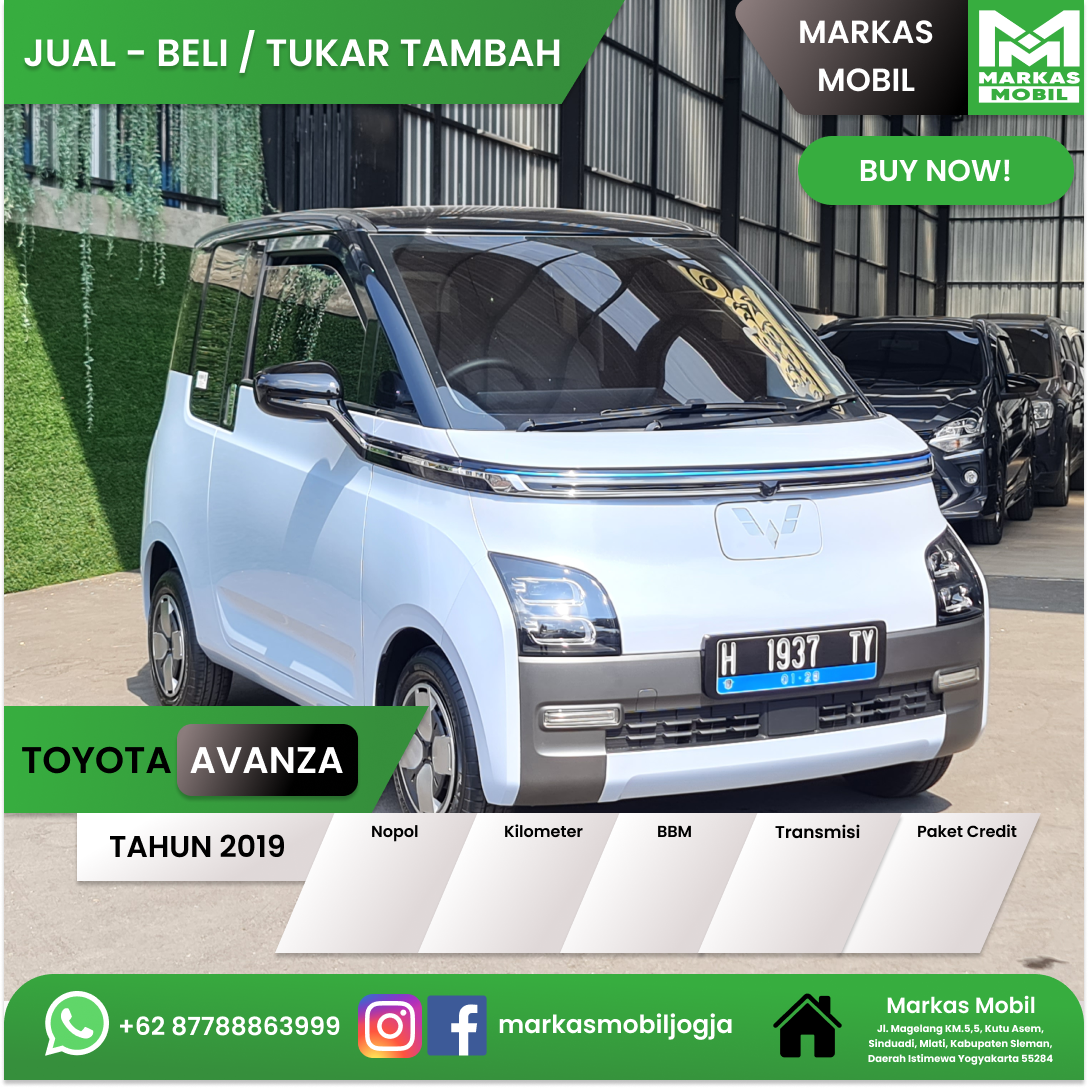 JUAL - BELI / TUKAR TAMBAH
MARKAS
MOBIL
MARKAS
MOBIL
BUY NOW!
H 1937 TY
01·28
TOYOTA AVANZA
TAHUN 2019
Nopol
Kilometer
BBM
Transmisi
Paket Credit
+62 87788863999
markasmobiljogja
Markas Mobil
Jl. Magelang KM.5,5, Kutu Asem,
Sinduadi, Mlati, Kabupaten Sleman,
Daerah Istimewa Yogyakarta 55284